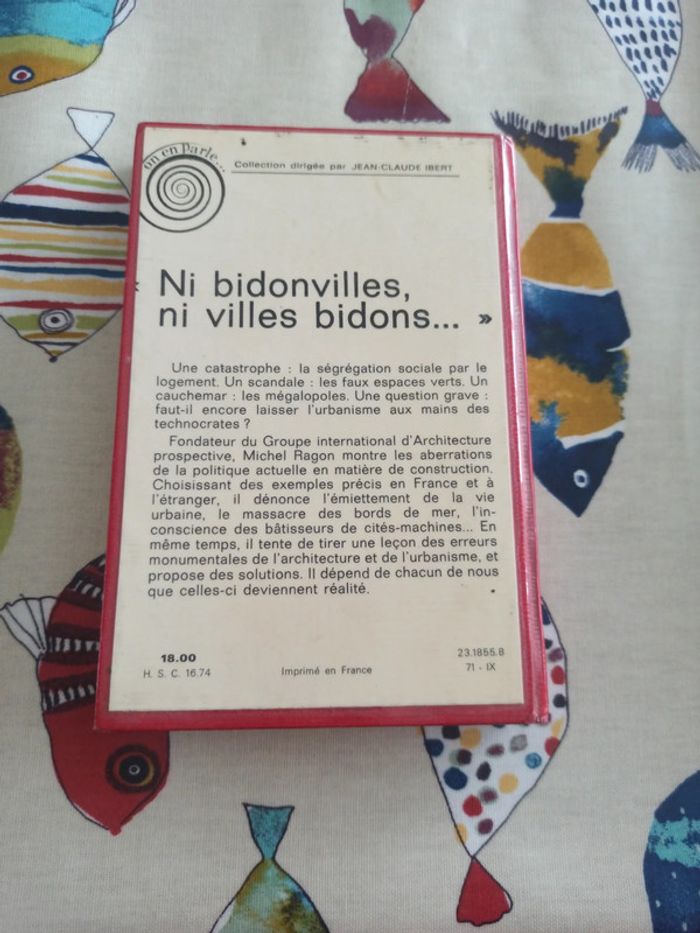 on en parle...
Collection dirigée par JEAN-CLAUDE IBERT
« Ni bidonvilles,
ni villes bidons... »
Une catastrophe : la ségrégation sociale par le
logement. Un scandale : les faux espaces verts. Un
cauchemar : les mégalopoles. Une question grave :
faut-il encore laisser l'urbanisme aux mains des
technocrates ?
Fondateur du Groupe international d'Architecture
prospective, Michel Ragon montre les aberrations
de la politique actuelle en matière de construction.
Choisissant des exemples précis en France et à
l'étranger, il dénonce l'émiettement de la vie
urbaine, le massacre des bords de mer, l'in-
conscience des bâtisseurs de cités-machines... En
même temps, il tente de tirer une leçon des erreurs
monumentales de l'architecture et de l'urbanisme, et
propose des solutions. Il dépend de chacun de nous
que celles-ci deviennent réalité.
18.00
H. S. C. 16.74
Imprimé en France
23.1855.8
71 - IX